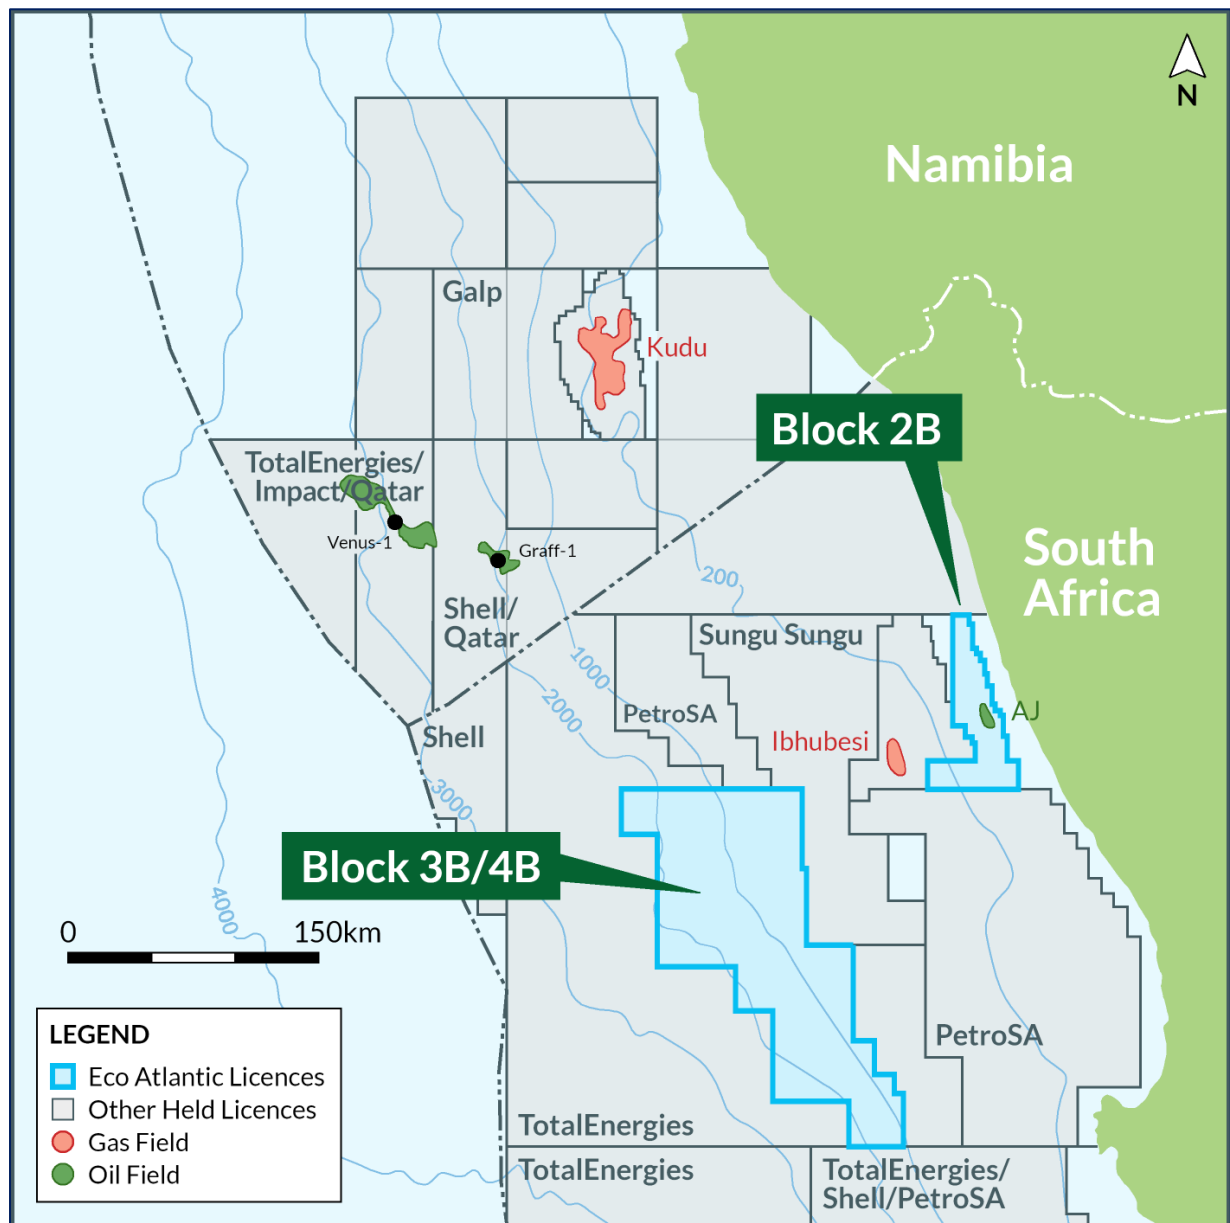 N
Namibia
Galp
Kudu
Block 2B
TotalEnergies/
Impact/Qatar
Venus-1
Graff-1
South
Africa
200
Shell/
Qatar
Sungu Sungu
1000
2000
PetroSA
AJ
Shell
Ibhubesi
3000
Block 3B/4B
4000
0 150km
LEGEND
Eco Atlantic Licences
Other Held Licences
Gas Field
Oil Field
PetroSA
TotalEnergies
TotalEnergies
TotalEnergies/
Shell/PetroSA